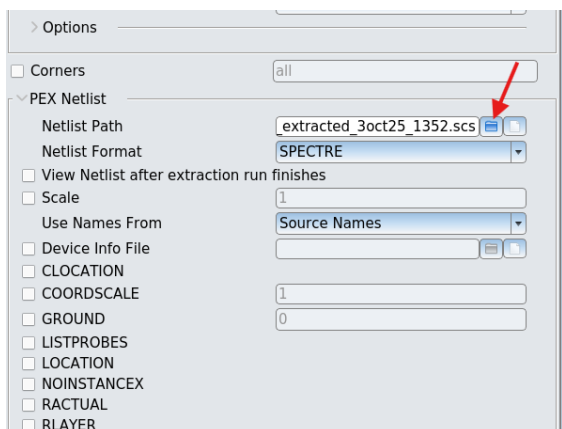 Options
Corners all
PEX Netlist
Netlist Path _extracted_3oct25_1352.scs
Netlist Format SPECTRE
View Netlist after extraction run finishes
Scale 1
Use Names From Source Names
Device Info File
CLOCATION
COORDSCALE 1
GROUND 0
LISTPROBES
LOCATION
NOINSTANCEX
RACTUAL
RLAYER